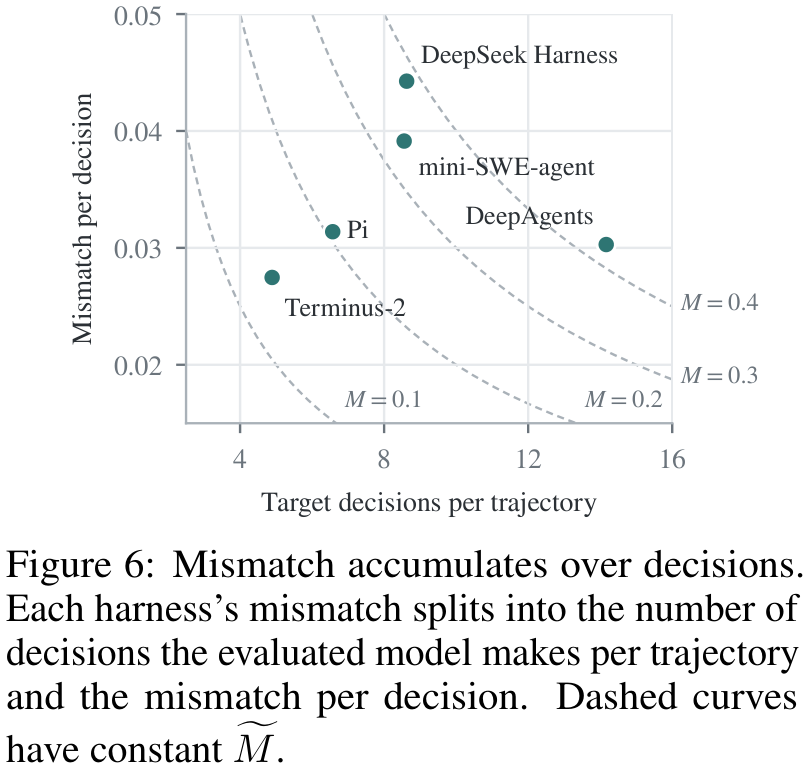 0.05
0.04
0.03
0.02
Mismatch per decision
DeepSeek Harness
mini-SWE-agent
DeepAgents
Pi
Terminus-2
M = 0.4
M = 0.3
M = 0.1
M = 0.2
4 8 12 16
Target decisions per trajectory
Figure 6: Mismatch accumulates over decisions.
Each harness’s mismatch splits into the number of
decisions the evaluated model makes per trajectory
and the mismatch per decision. Dashed curves
have constant M̃.